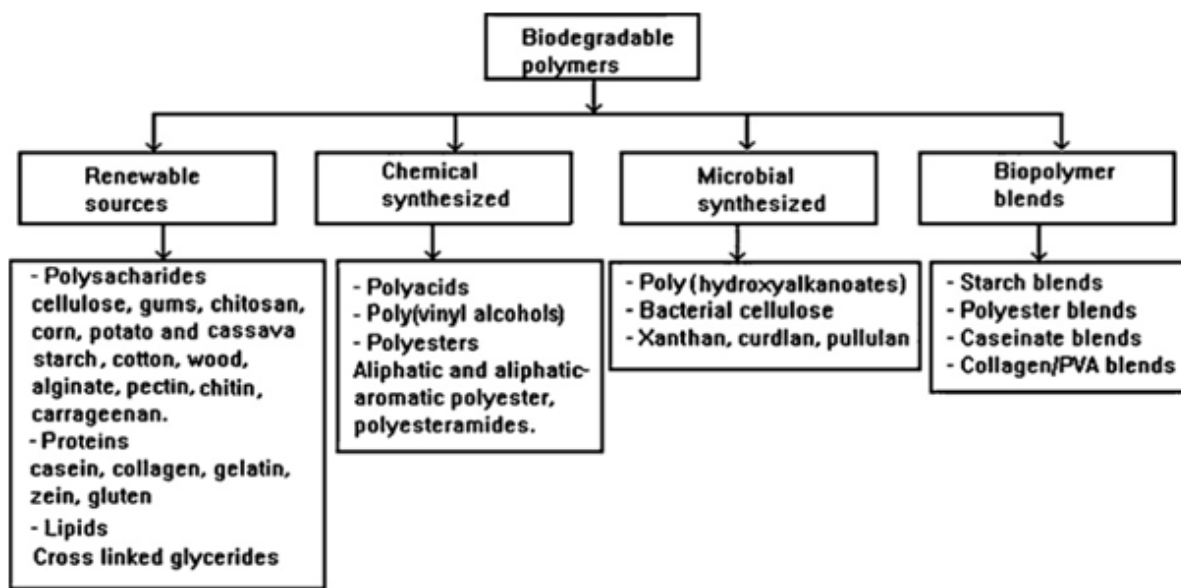 Biodegradable
polymers
Renewable
sources
Chemical
synthesized
Microbial
synthesized
Biopolymer
blends
- Polysacharides
cellulose, gums, chitosan,
corn, potato and cassava
starch, cotton, wood,
alginate, pectin, chitin,
carrageenan.
- Proteins
casein, collagen, gelatin,
zein, gluten
- Lipids
Cross linked glycerides
- Polyacids
- Poly(vinyl alcohols)
- Polyesters
Aliphatic and aliphatic-
aromatic polyester,
polyesteramides.
- Poly(hydroxyalkanoates)
- Bacterial cellulose
- Xanthan, curdlan, pullulan
- Starch blends
- Polyester blends
- Caseinate blends
- Collagen/PVA blends